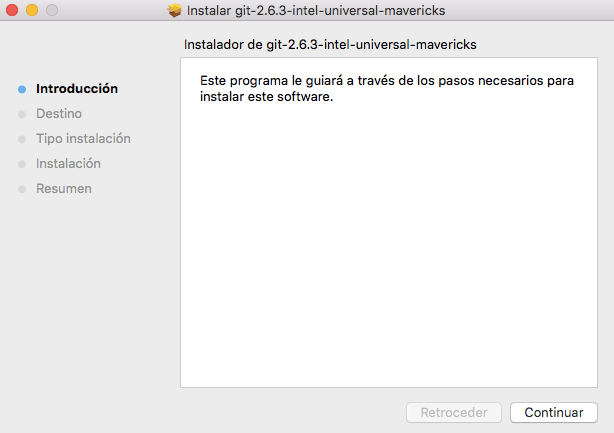 Instalar git-2.6.3-intel-universal-mavericks
Instalador de git-2.6.3-intel-universal-mavericks
Introducción
Destino
Tipo instalación
Instalación
Resumen
Este programa le guiará a través de los pasos necesarios para
instalar este software.
Retroceder
Continuar